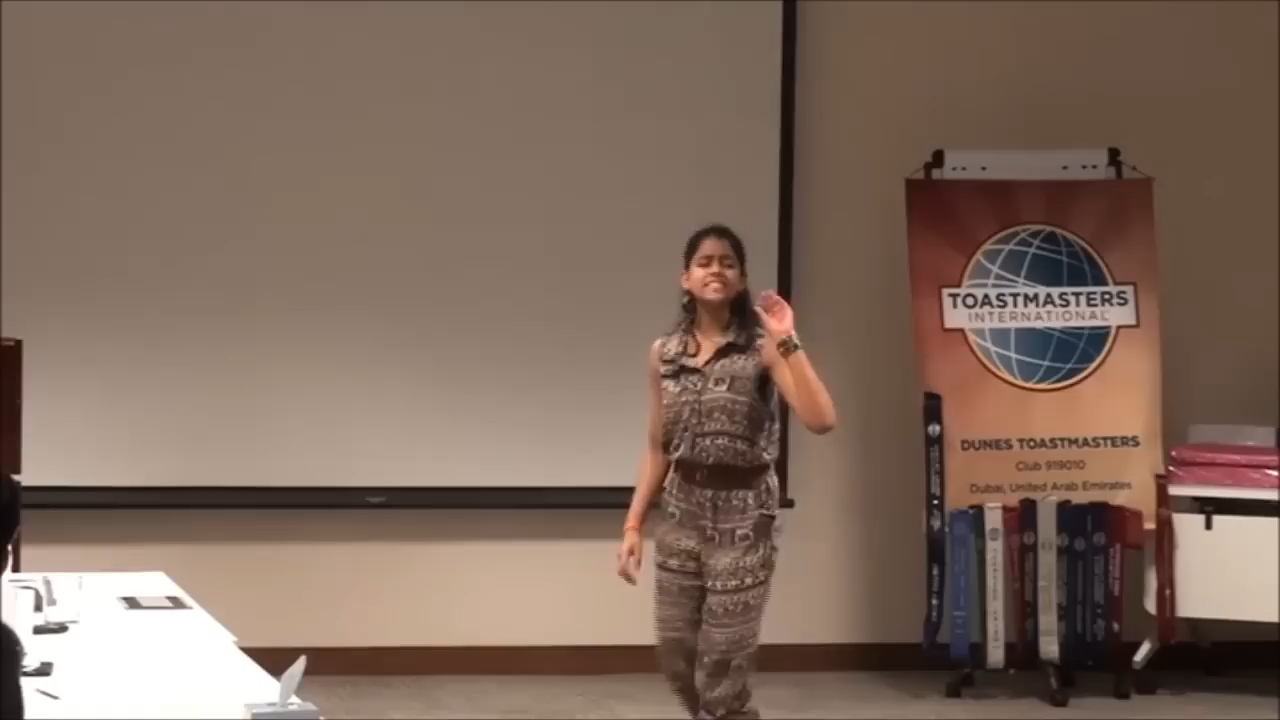 TOASTMASTERS
INTERNATIONAL
DUNES TOASTMASTERS
Club 919010
Dubai, United Arab Emirates